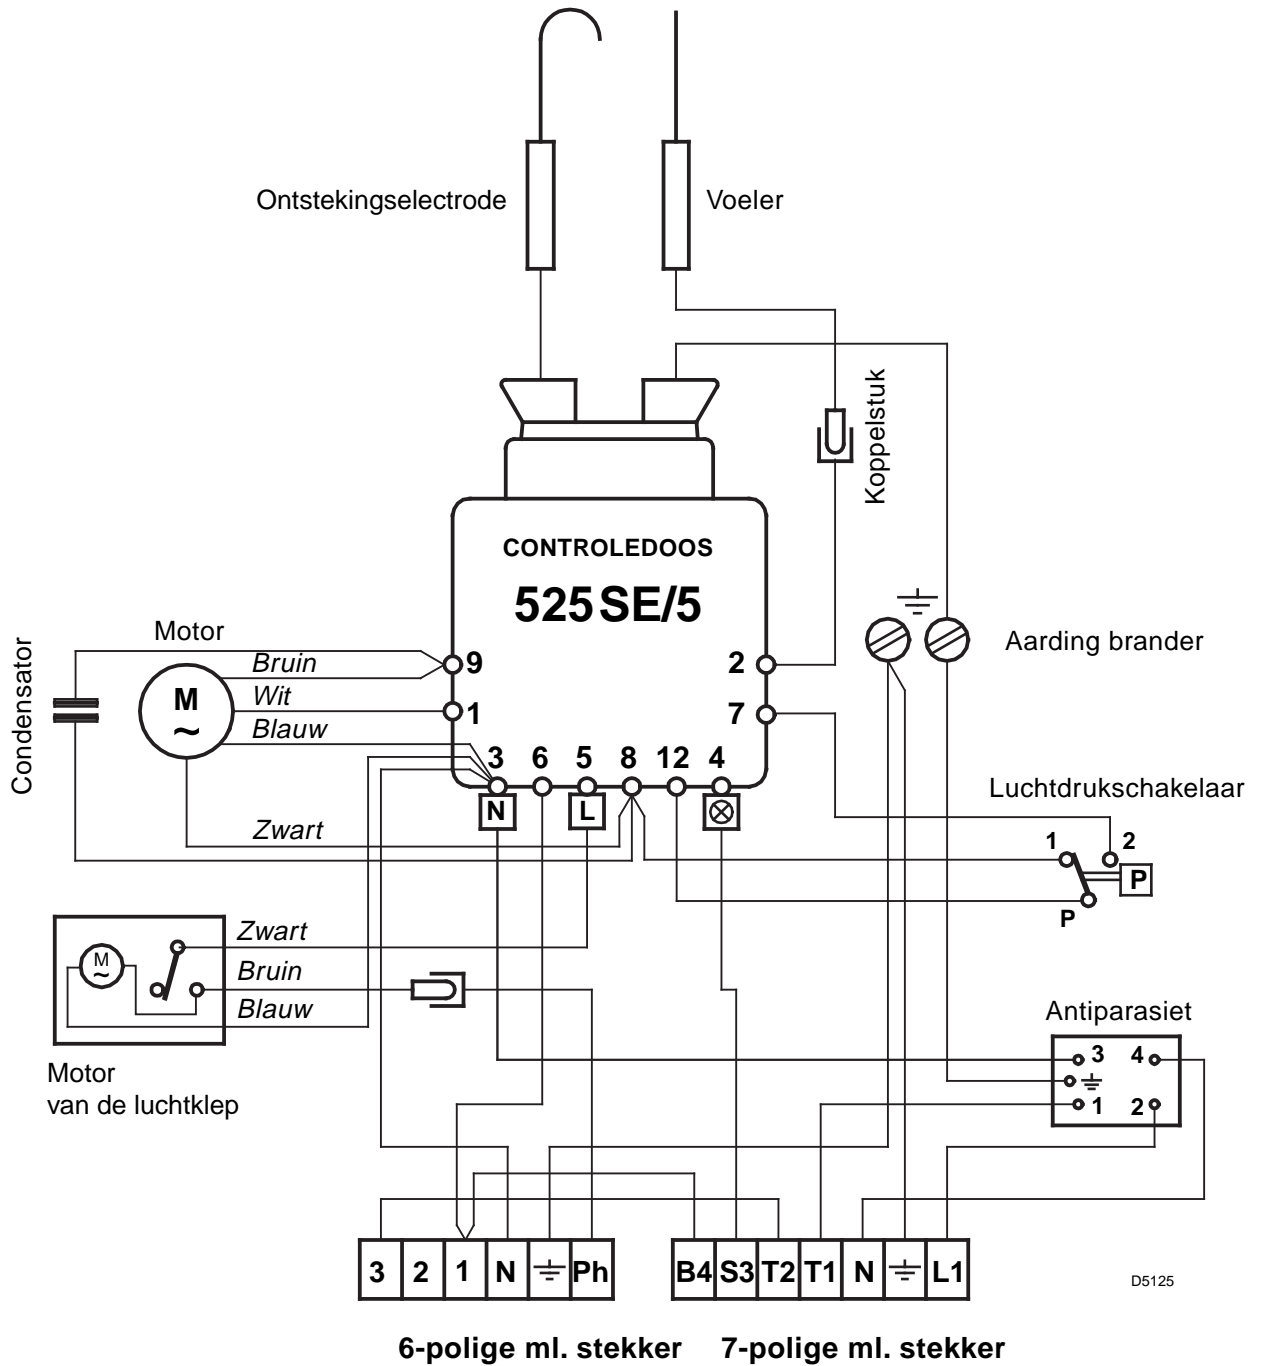 Ontstekingselectrode
Voeler
Koppelstuk
CONTROLEDOOS
525 SE/5
Aarding brander
Condensator
Motor
M
~
Bruin
Wit
Blauw
Zwart
9
1
2
7
3 6 5 8 12 4
N L
Luchtdrukschakelaar
1 2
P
P
Zwart
Bruin
Blauw
M
~
Motor
van de luchtklep
Antiparasiet
3 4
1 2
3 2 1 N Ph
B4 S3 T2 T1 N L1
D5125
6-polige ml. stekker 7-polige ml. stekker